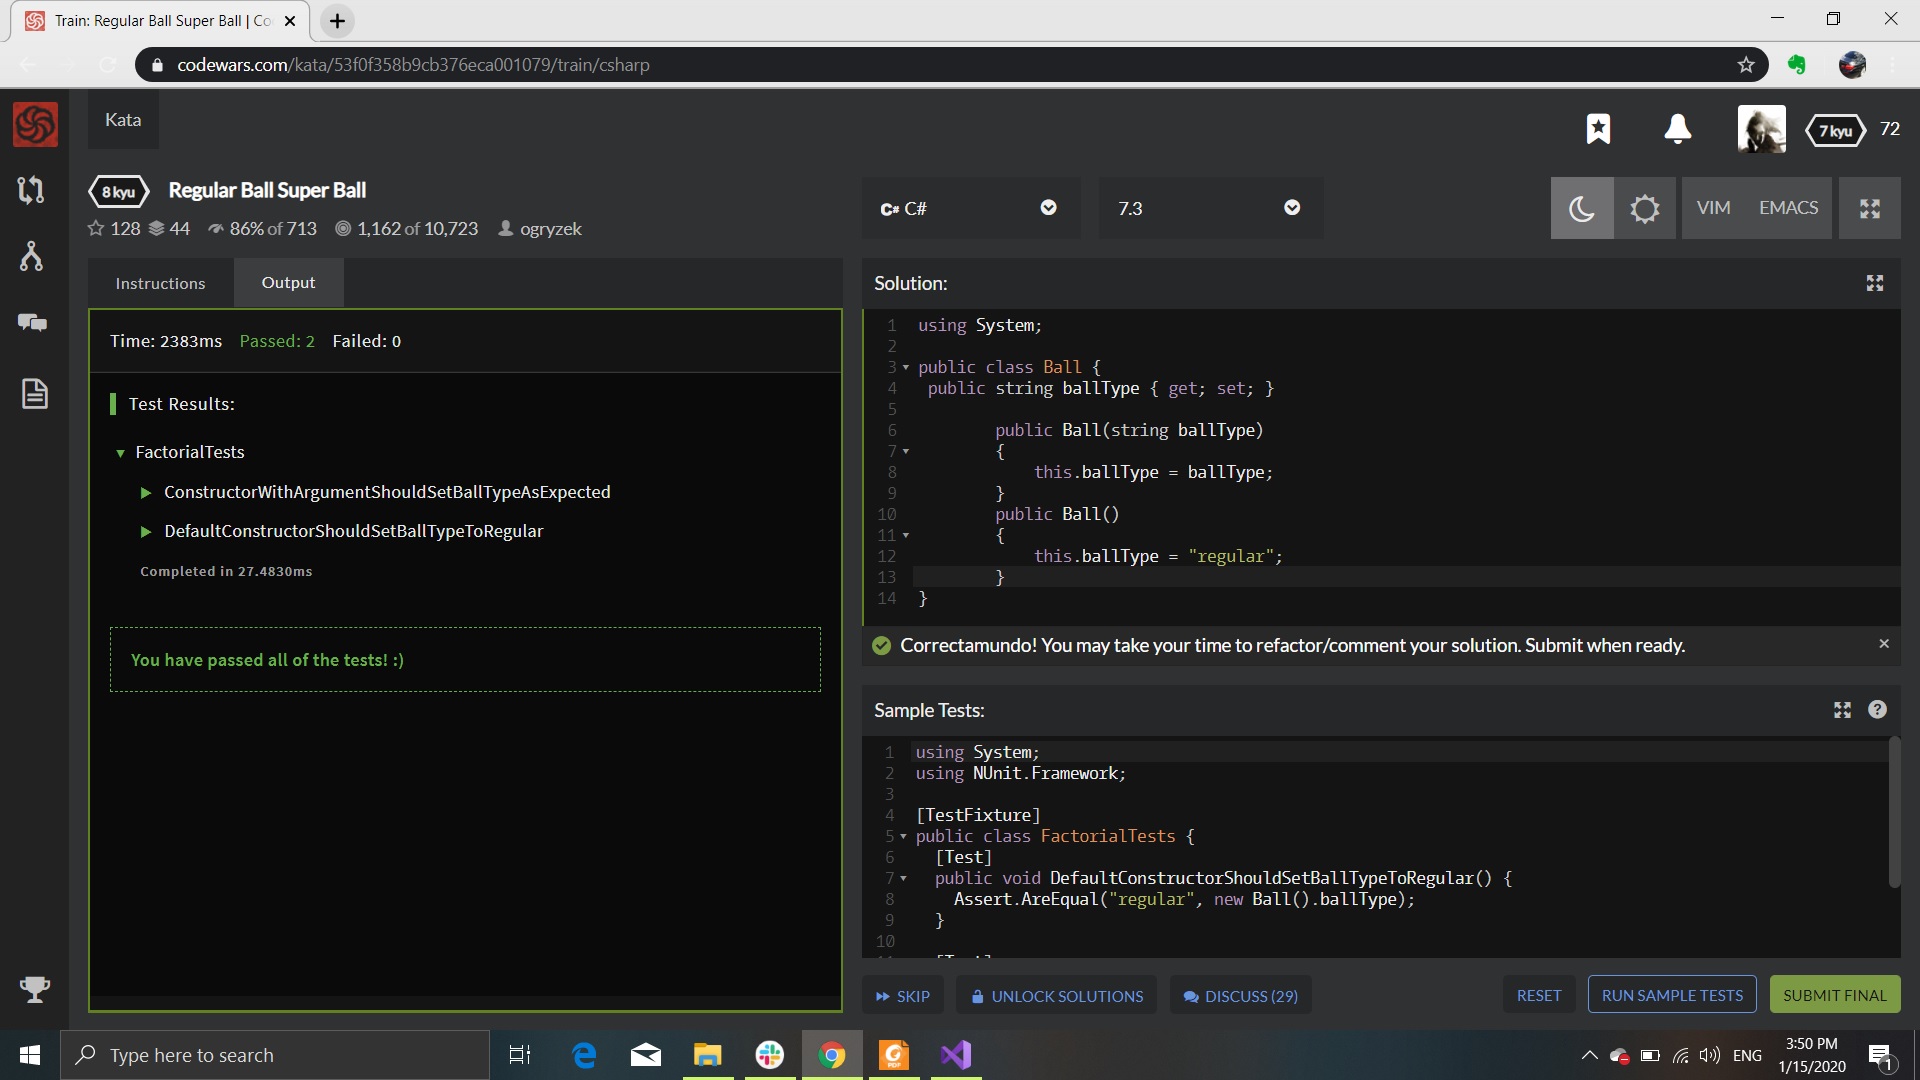 Train: Regular Ball Super Ball | Co
codewars.com/kata/53f0f358b9cb376eca001079/train/csharp
Kata
7 kyu 72
8 kyu Regular Ball Super Ball
128 44 86% of 713 1,162 of 10,723 ogryzek
C# C#
7.3
VIM EMACS
Instructions Output
Time: 2383ms Passed: 2 Failed: 0
Test Results:
FactorialTests
ConstructorWithArgumentShouldSetBallTypeAsExpected
DefaultConstructorShouldSetBallTypeToRegular
Completed in 27.4830ms
You have passed all of the tests! :)
Solution:
1 using System;
2
3 public class Ball {
4 public string ballType { get; set; }
5
6 public Ball(string ballType)
7 {
8 this.ballType = ballType;
9 }
10 public Ball()
11 {
12 this.ballType = "regular";
13 }
14 }
Correctamundo! You may take your time to refactor/comment your solution. Submit when ready.
Sample Tests:
1 using System;
2 using NUnit.Framework;
3
4 [TestFixture]
5 public class FactorialTests {
6 [Test]
7 public void DefaultConstructorShouldSetBallTypeToRegular() {
8 Assert.AreEqual("regular", new Ball().ballType);
9 }
10
SKIP UNLOCK SOLUTIONS DISCUSS (29) RESET RUN SAMPLE TESTS SUBMIT FINAL
Type here to search
PDF
ENG
3:50 PM
1/15/2020
1